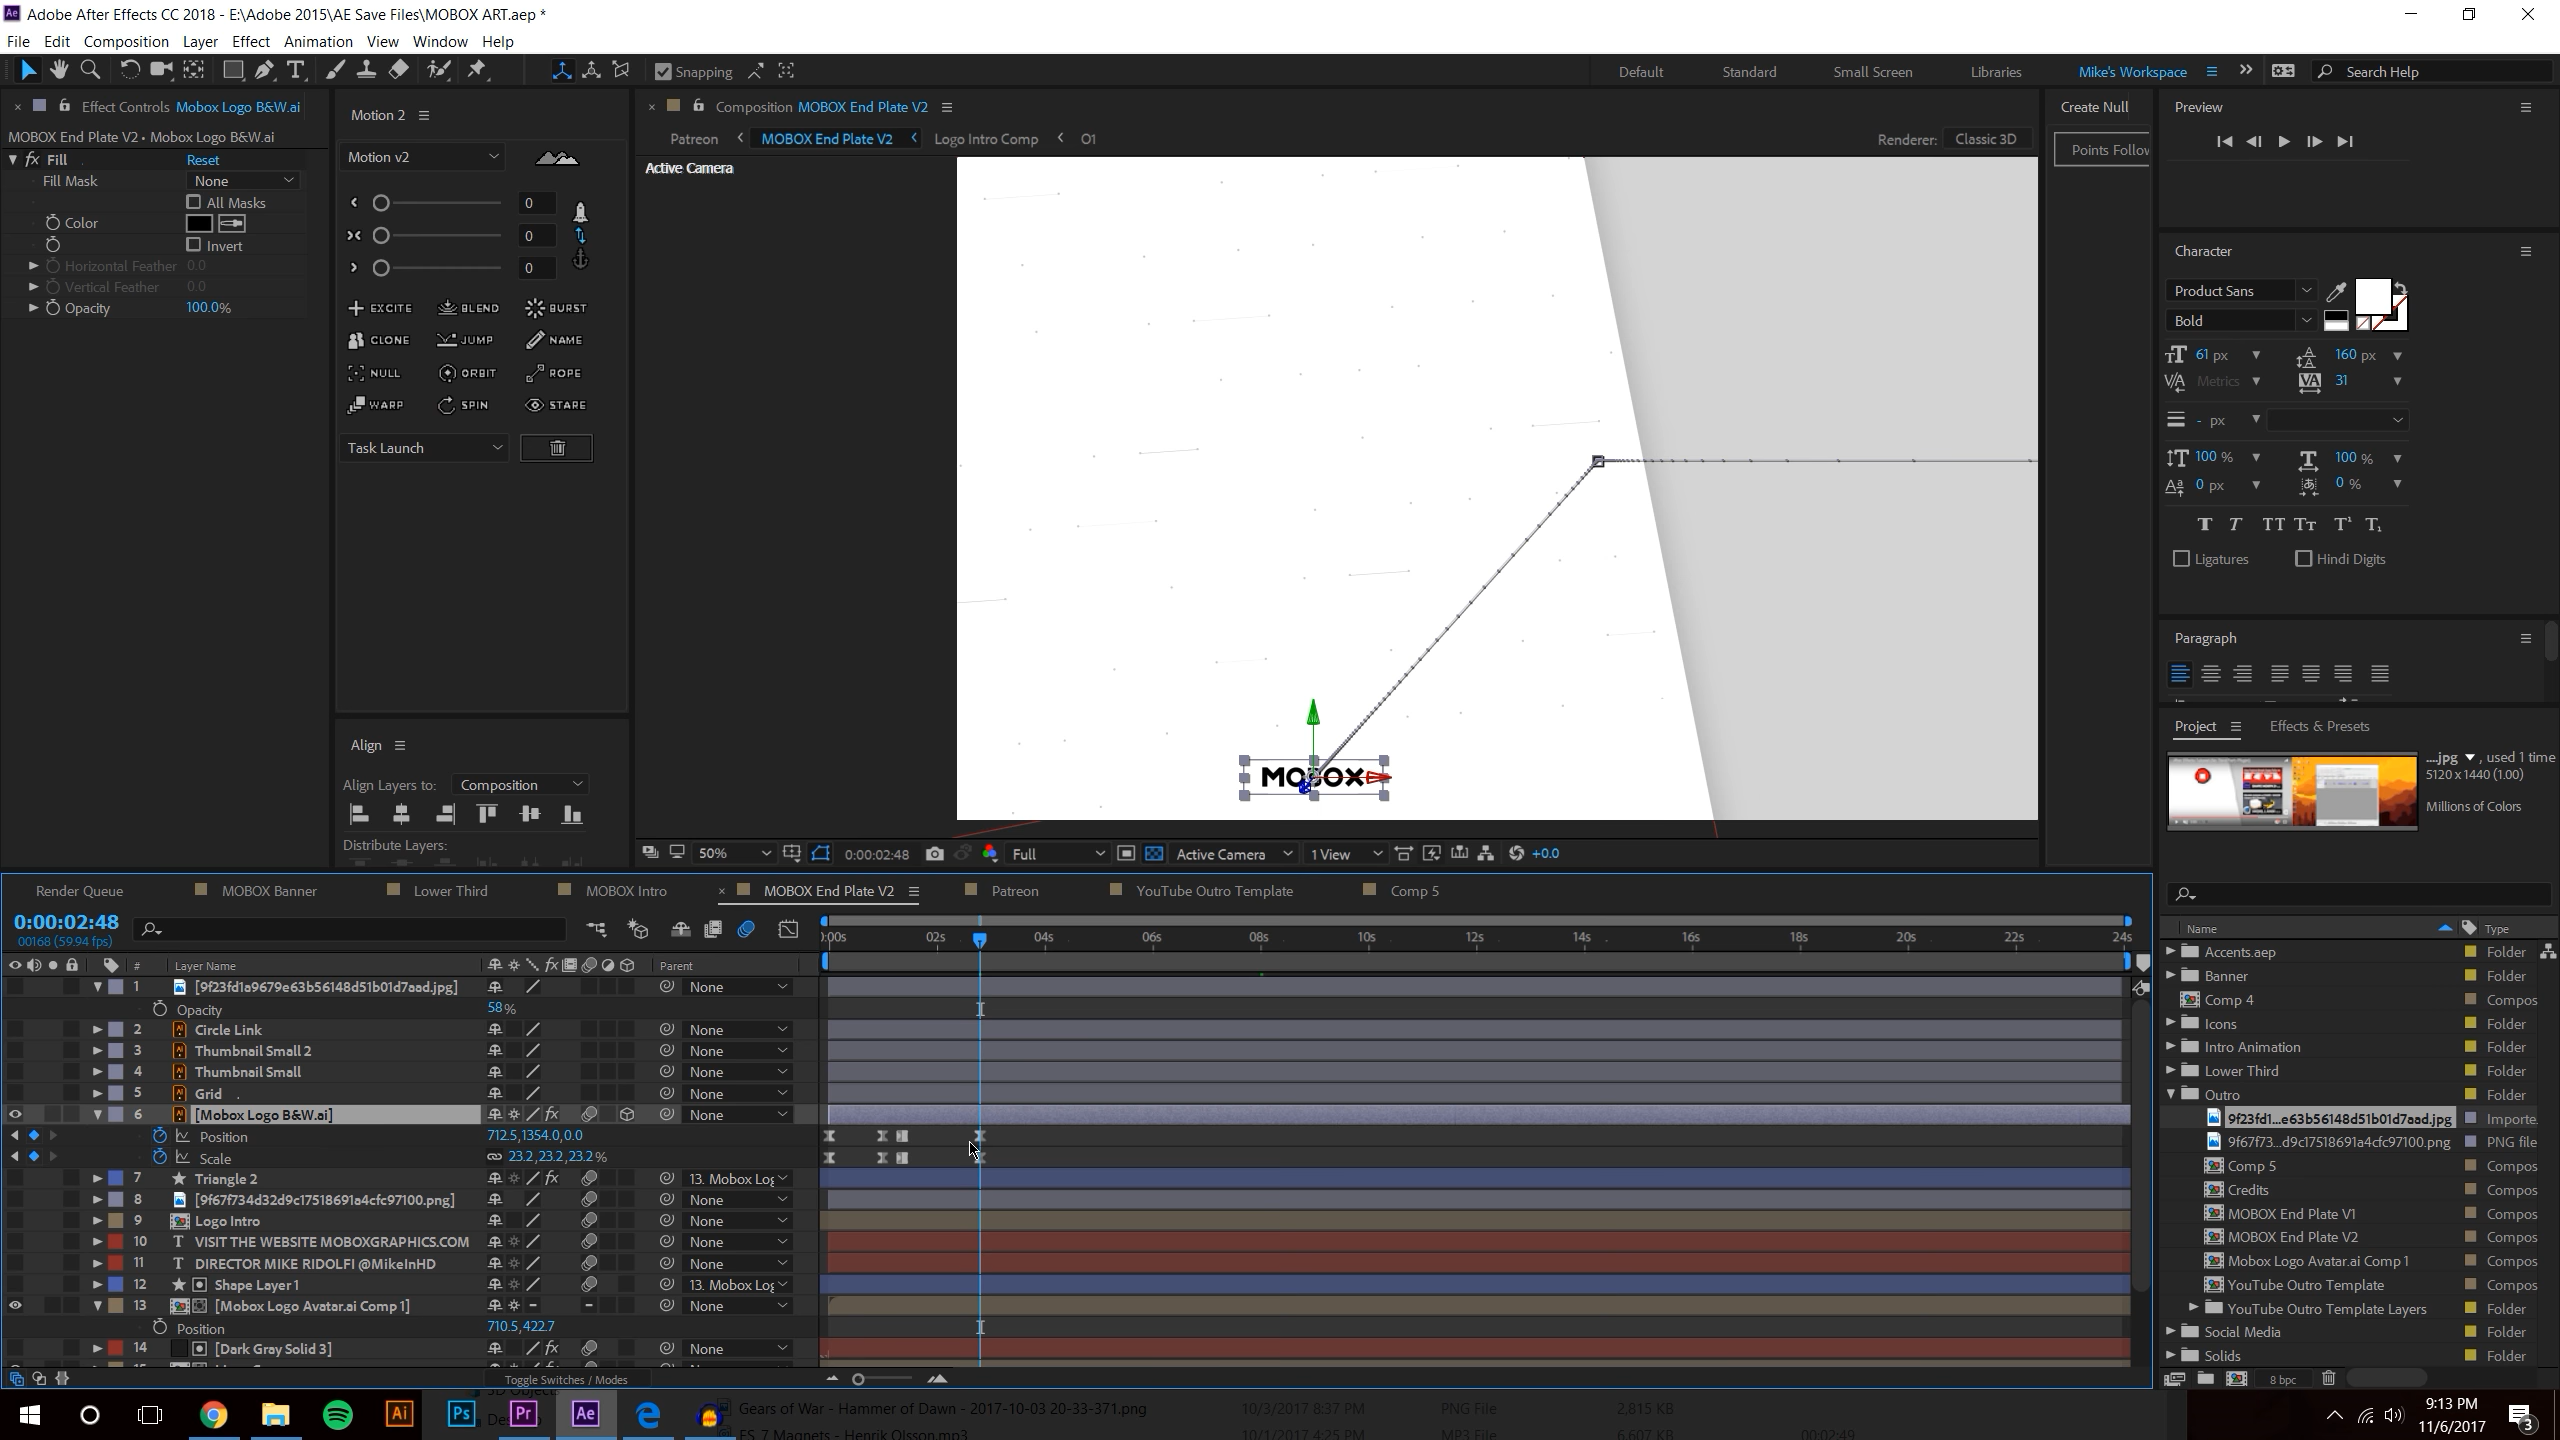 Adobe After Effects CC 2018 - E:\Adobe 2015\AE Save Files\MOBOX ART.aep *
File Edit Composition Layer Effect Animation View Window Help
Snapping
Default Standard Small Screen Libraries Mike's Workspace Search Help
Effect Controls Mobox Logo B&W.ai
MOBOX End Plate V2 • Mobox Logo B&W.ai
fx Fill Reset
Fill Mask None
All Masks
Color
Invert
Horizontal Feather 0.0
Vertical Feather 0.0
Opacity 100.0%
Motion 2
Motion v2
0
0
0
EXCITE BLEND BURST
CLONE JUMP NAME
NULL ORBIT ROPE
WARP SPIN STARE
Task Launch
Align
Align Layers to: Composition
Distribute Layers:
Composition MOBOX End Plate V2
Patreon MOBOX End Plate V2 Logo Intro Comp O1
Renderer: Classic 3D
Active Camera
MOBOX
50% 0:00:02:48 Full Active Camera 1 View +0.0
Create Null
Points Follow
Preview
Character
Product Sans
Bold
61 px 160 px
Metrics 31
- px
100 % 100 %
0 px 0 %
Ligatures Hindi Digits
Paragraph
Project Effects & Presets
....jpg , used 1 time
5120 x 1440 (1.00)
Millions of Colors
Name Type
Accents.aep Folder
Banner Folder
Comp 4 Compos
Icons Folder
Intro Animation Folder
Lower Third Folder
Outro Folder
9f23fd1...e63b56148d51b01d7aad.jpg Importe
9f67f73...d9c17518691a4cfc97100.png PNG file
Comp 5 Compos
Credits Compos
MOBOX End Plate V1 Compos
MOBOX End Plate V2 Compos
Mobox Logo Avatar.ai Comp 1 Compos
YouTube Outro Template Compos
YouTube Outro Template Layers Folder
Social Media Folder
Solids Folder
8 bpc
Render Queue MOBOX Banner Lower Third MOBOX Intro MOBOX End Plate V2 Patreon YouTube Outro Template Comp 5
0:00:02:48
00168 (59.94 fps)
0:00s 02s 04s 06s 08s 10s 12s 14s 16s 18s 20s 22s 24s
# Layer Name Parent
1 [9f23fd1a9679e63b56148d51b01d7aad.jpg] None
Opacity 58%
2 Circle Link None
3 Thumbnail Small 2 None
4 Thumbnail Small None
5 Grid None
6 [Mobox Logo B&W.ai] None
Position 712.5,1354.0,0.0
Scale 23.2,23.2,23.2%
7 Triangle 2 13. Mobox Log
8 [9f67f734d32d9c17518691a4cfc97100.png] None
9 Logo Intro None
10 T VISIT THE WEBSITE MOBOXGRAPHICS.COM None
11 T DIRECTOR MIKE RIDOLFI @MikeInHD None
12 Shape Layer 1 13. Mobox Log
13 [Mobox Logo Avatar.ai Comp 1] None
Position 710.5,422.7
14 [Dark Gray Solid 3] None
Toggle Switches / Modes
Gears of War - Hammer of Dawn - 2017-10-03 20-33-371.png 10/3/2017 8:37 PM PNG File 2,815 KB
ES_7 Magnets - Henrik Olsson.mp3 10/1/2017 4:25 PM MP3 File 6,607 KB 00:02:49
9:13 PM
11/6/2017
3